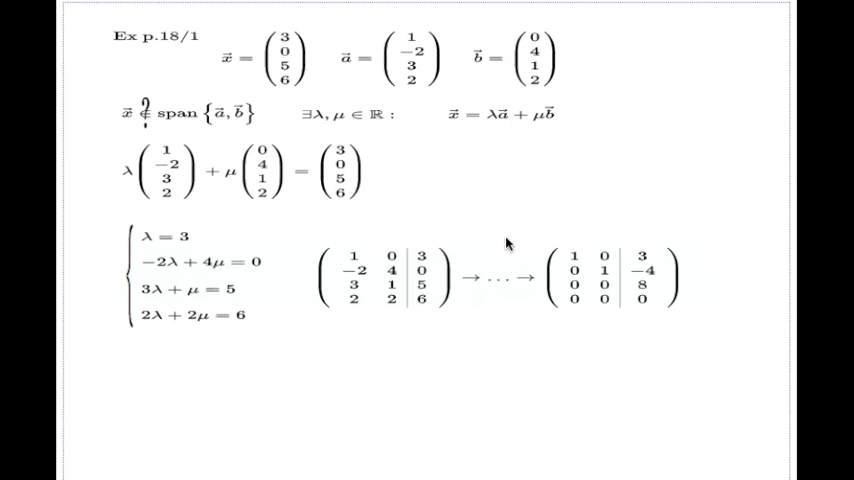 Ex p.18/1
x⃗ = (3 0 5 6) a⃗ = (1 −2 3 2) b⃗ = (0 4 1 2)
x⃗ ∉ ? span {a⃗, b⃗} ∃λ, μ ∈ ℝ : x⃗ = λa⃗ + μb⃗
λ (1 −2 3 2) + μ (0 4 1 2) = (3 0 5 6)
{ λ = 3
−2λ + 4μ = 0
3λ + μ = 5
2λ + 2μ = 6
( 1 0 | 3
−2 4 | 0
3 1 | 5
2 2 | 6 ) → … → ( 1 0 | 3
0 1 | −4
0 0 | 8
0 0 | 0 )